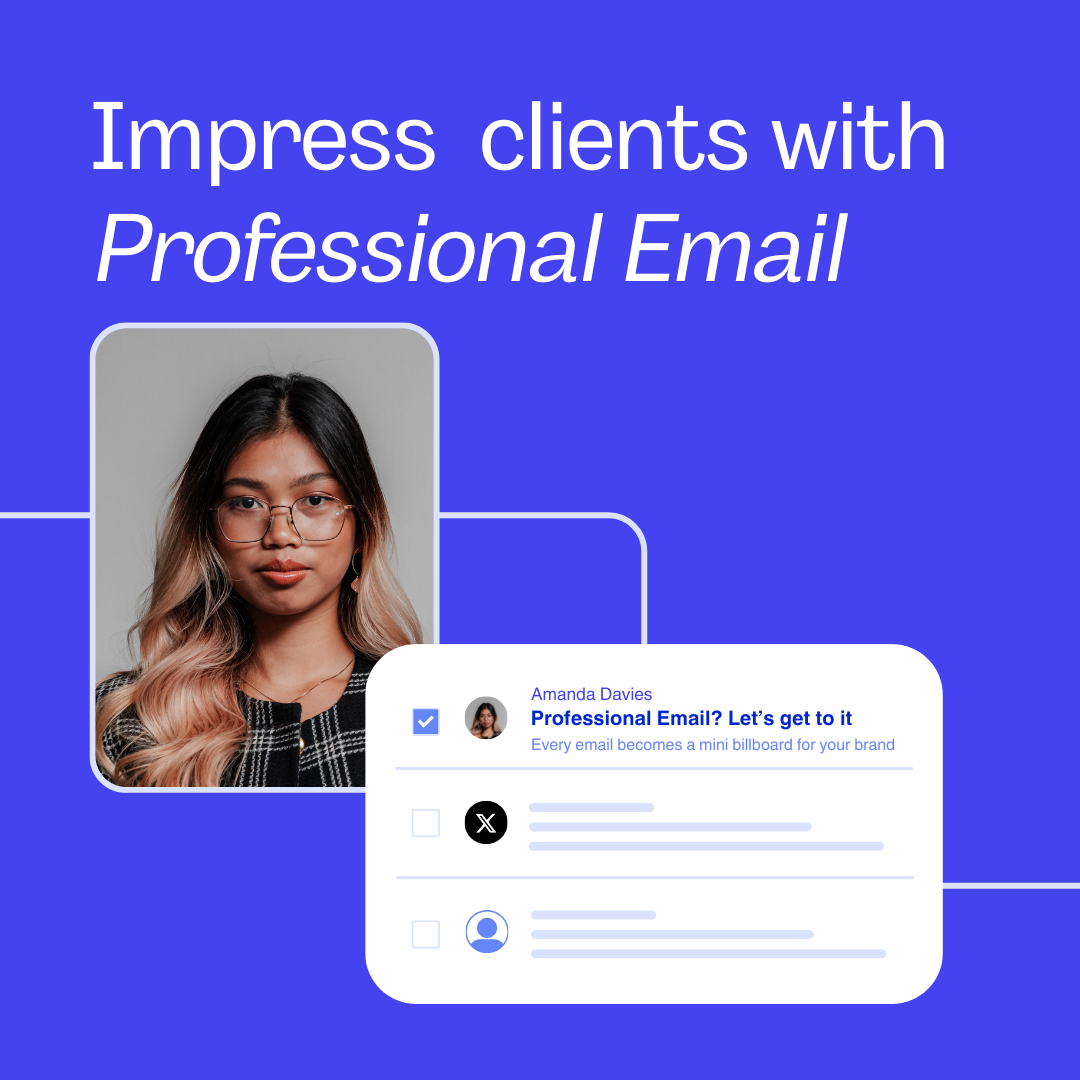 Impress clients with
Professional Email
Amanda Davies
Professional Email? Let’s get to it
Every email becomes a mini billboard for your brand